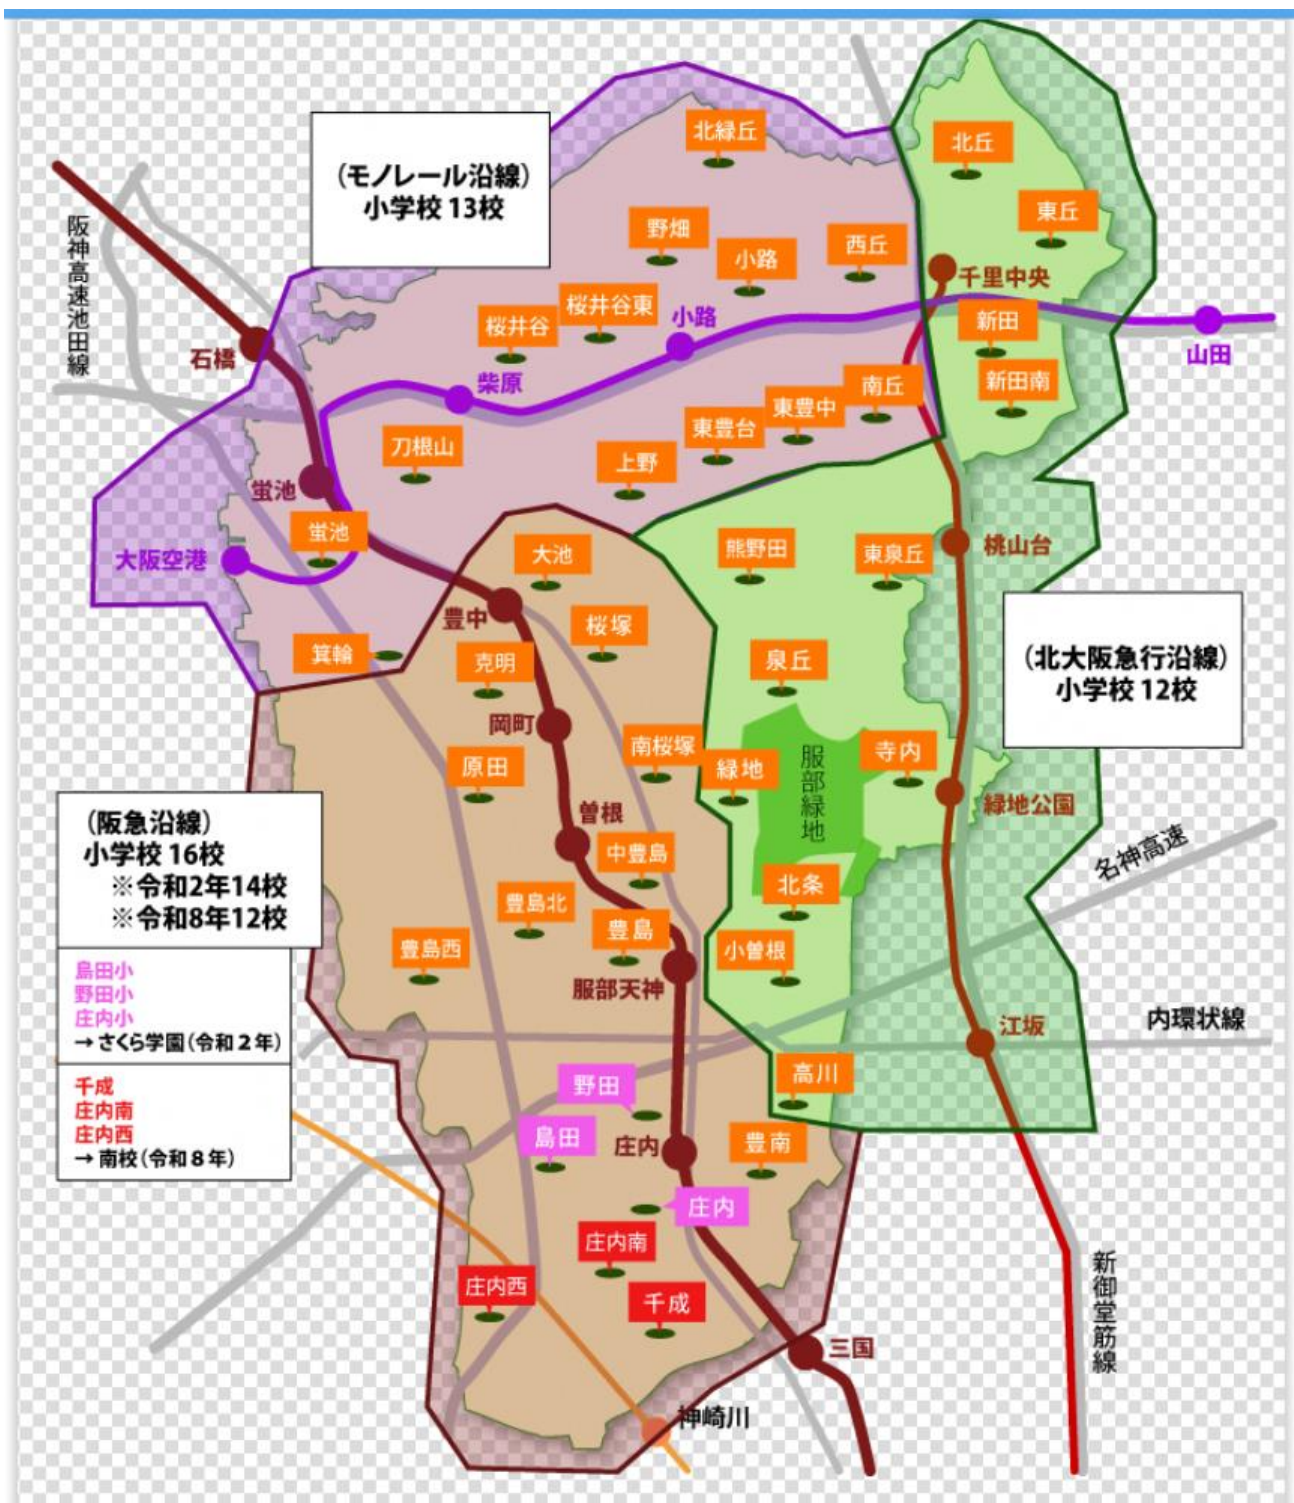 (モノレール沿線)
小学校 13校
北緑丘
北丘
東丘
野畑
小路
西丘
千里中央
阪神高速池田線
桜井谷
桜井谷東
小路
新田
山田
石橋
柴原
新田南
南丘
東豊中
東豊台
刀根山
上野
蛍池
蛍池
大阪空港
大池
熊野田
東泉丘
桃山台
豊中
桜塚
箕輪
克明
泉丘
(北大阪急行沿線)
小学校 12校
岡町
南桜塚
原田
緑地
服部緑地
寺内
緑地公園
(阪急沿線)
小学校 16校
※令和2年14校
※令和8年12校
曽根
中豊島
名神高速
北条
豊島北
豊島
豊島西
小曽根
服部天神
島田小
野田小
庄内小
→ さくら学園(令和2年)
江坂
内環状線
千成
庄内南
庄内西
→ 南校(令和8年)
野田
高川
島田
庄内
豊南
庄内
庄内南
庄内西
千成
新御堂筋線
三国
神崎川